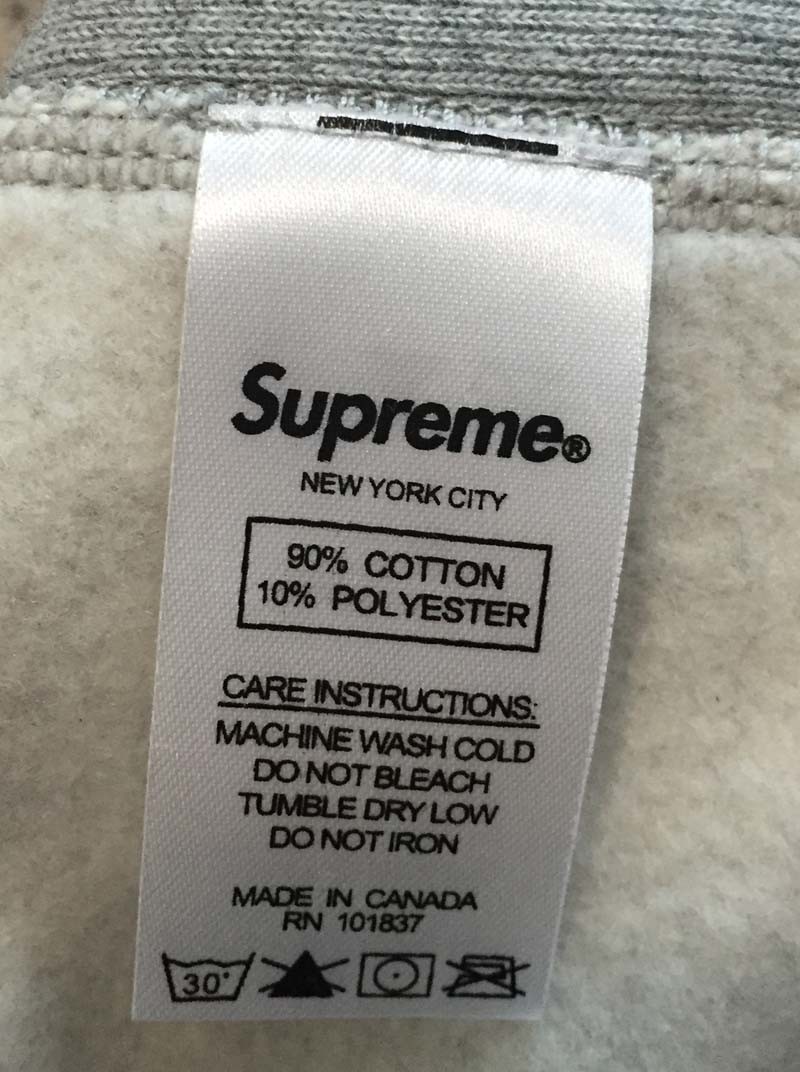 Supreme®
NEW YORK CITY
90% COTTON
10% POLYESTER
CARE INSTRUCTIONS:
MACHINE WASH COLD
DO NOT BLEACH
TUMBLE DRY LOW
DO NOT IRON
MADE IN CANADA
RN 101837
30°